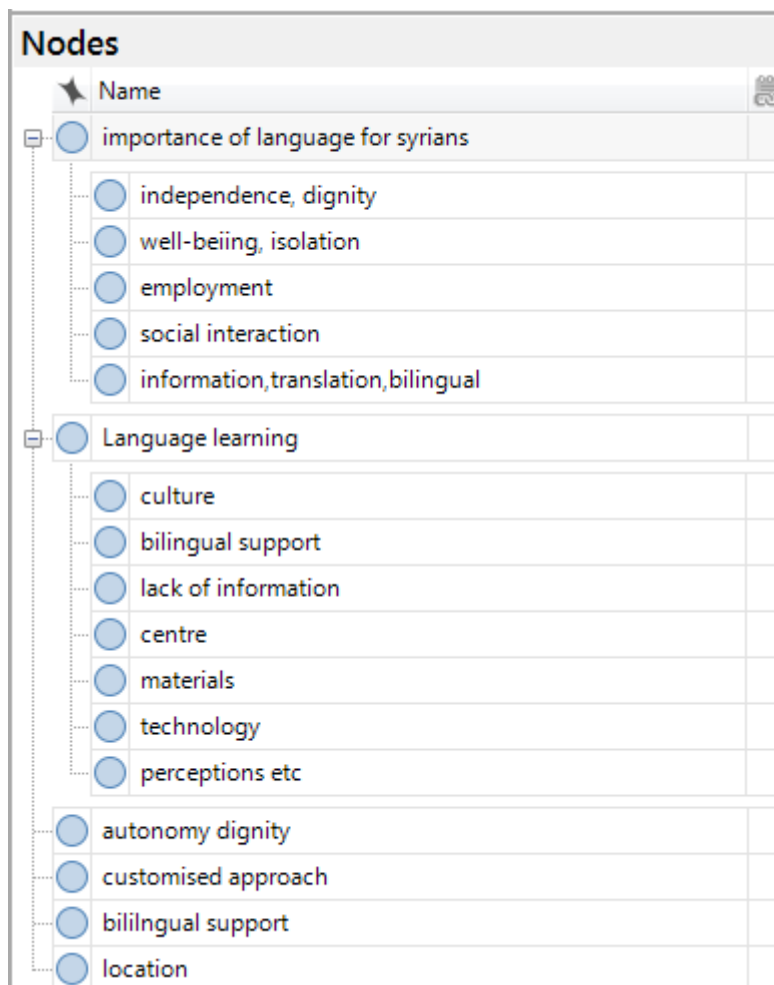 Nodes
Name
importance of language for syrians
independence, dignity
well-beiing, isolation
employment
social interaction
information,translation,bilingual
Language learning
culture
bilingual support
lack of information
centre
materials
technology
perceptions etc
autonomy dignity
customised approach
bililngual support
location